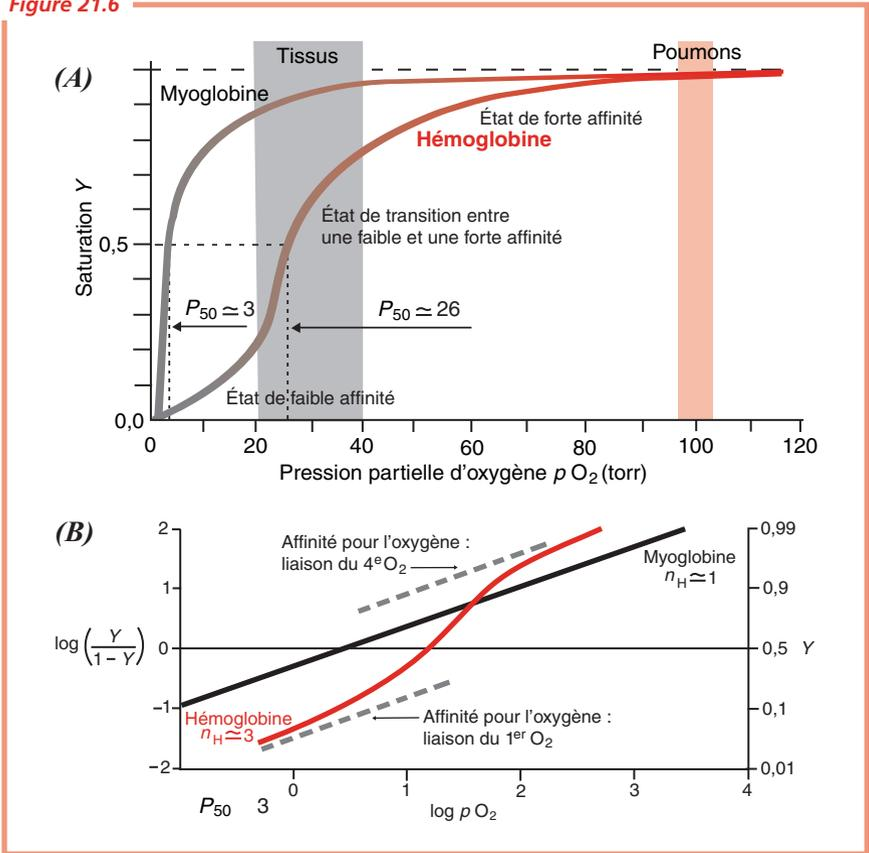 Figure 21.6
(A)
Tissus
Poumons
Myoglobine
État de forte affinité
Hémoglobine
État de transition entre
une faible et une forte affinité
Saturation Y
0,5
P50 ≃ 3
P50 ≃ 26
État de faible affinité
0,0
0 20 40 60 80 100 120
Pression partielle d'oxygène p O2 (torr)
(B)
2
1
0
−1
−2
log (Y / 1 − Y)
Affinité pour l'oxygène :
liaison du 4e O2
Myoglobine
nH ≃ 1
0,99
0,9
0,5 Y
0,1
0,01
Hémoglobine
nH ≃ 3
Affinité pour l'oxygène :
liaison du 1er O2
0 1 2 3 4
P50 3
log p O2